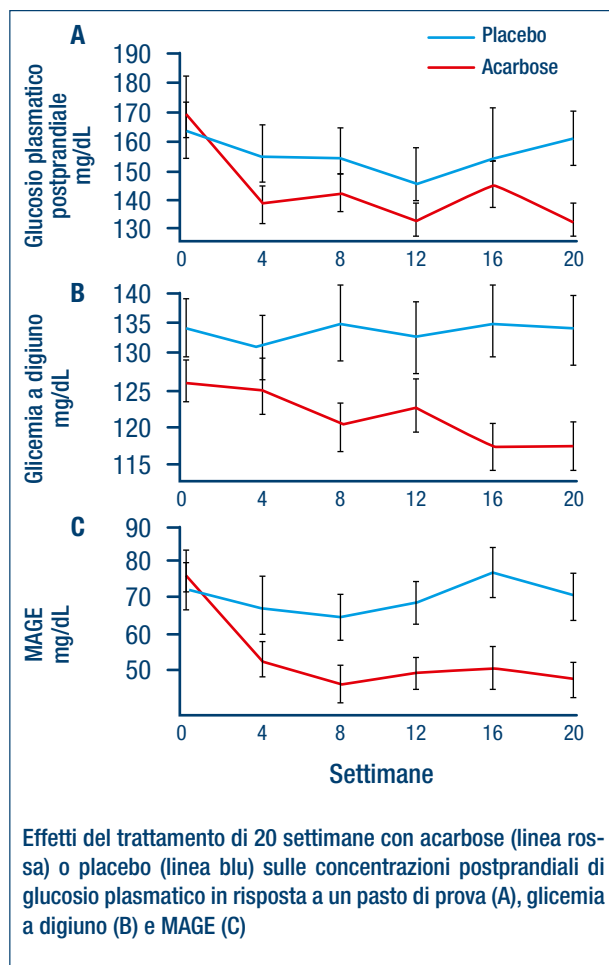 A
Placebo
Acarbose
Glucosio plasmatico
postprandiale
mg/dL
190
170
160
150
140
130
0 4 8 12 16 20
B
Glicemia a digiuno
mg/dL
140
135
130
125
120
115
0 4 8 12 16 20
C
MAGE
mg/dL
90
80
70
60
50
0 4 8 12 16 20
Settimane
Effetti del trattamento di 20 settimane con acarbose (linea ros-
sa) o placebo (linea blu) sulle concentrazioni postprandiali di
glucosio plasmatico in risposta a un pasto di prova (A), glicemia
a digiuno (B) e MAGE (C)